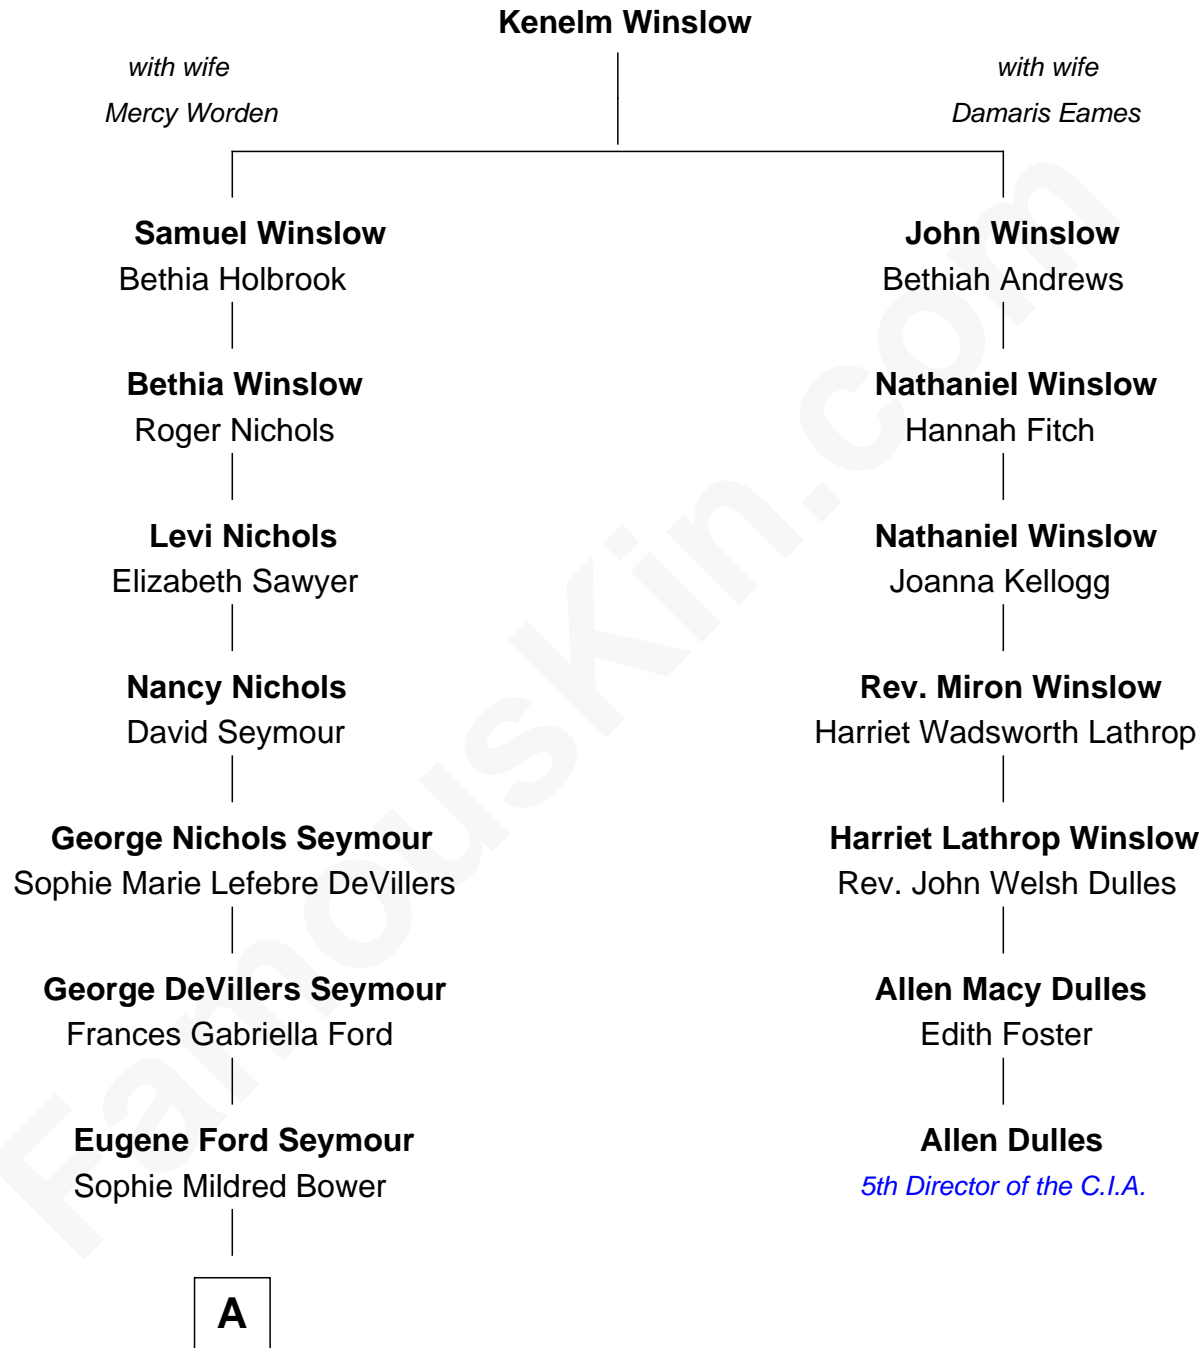 Kenelm Winslow
with wife
Mercy Worden
with wife
Damaris Eames
Samuel Winslow
Bethia Holbrook
John Winslow
Bethiah Andrews
Bethia Winslow
Roger Nichols
Nathaniel Winslow
Hannah Fitch
Levi Nichols
Elizabeth Sawyer
Nathaniel Winslow
Joanna Kellogg
Nancy Nichols
David Seymour
Rev. Miron Winslow
Harriet Wadsworth Lathrop
George Nichols Seymour
Sophie Marie Lefebre DeVillers
Harriet Lathrop Winslow
Rev. John Welsh Dulles
George DeVillers Seymour
Frances Gabriella Ford
Allen Macy Dulles
Edith Foster
Eugene Ford Seymour
Sophie Mildred Bower
Allen Dulles
5th Director of the C.I.A.
A
FamousKin.com